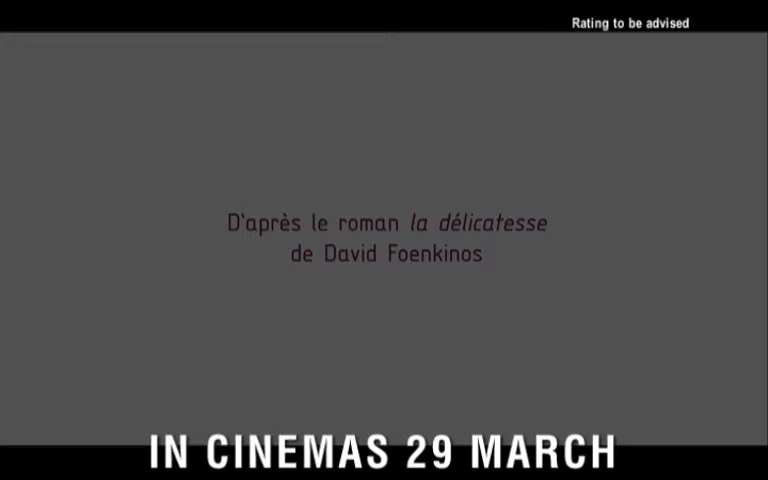 Rating to be advised
D'après le roman la délicatesse
de David Foenkinos
IN CINEMAS 29 MARCH